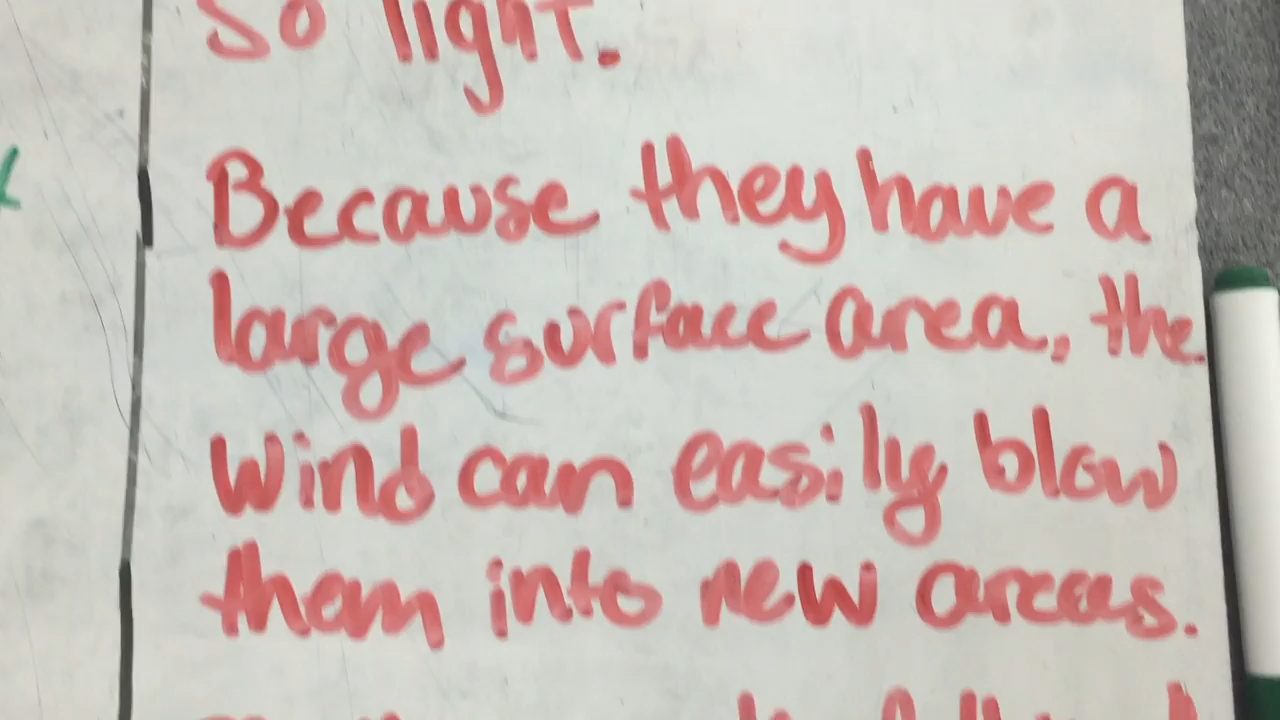 so light.
Because they have a
large surface area, the
wind can easily blow
them into new areas.